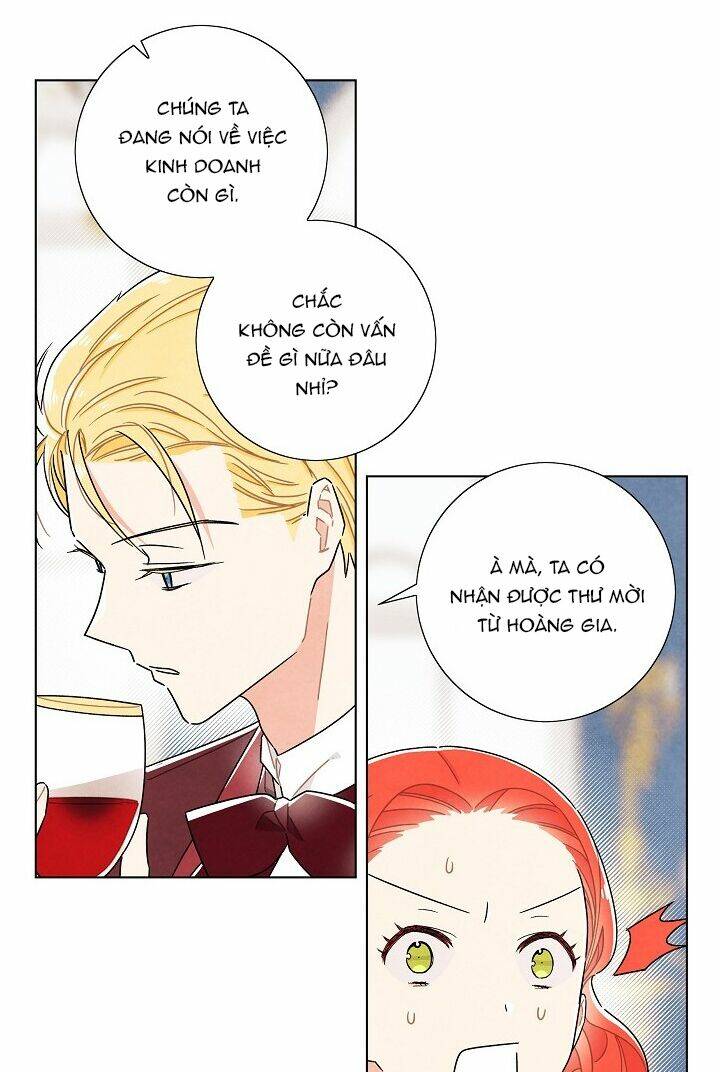 CHÚNG TA
ĐANG NÓI VỀ VIỆC
KINH DOANH
CÒN GÌ.
CHẮC
KHÔNG CÒN VẤN
ĐỀ GÌ NỮA ĐÂU
NHỈ?
À MÀ, TA CÓ
NHẬN ĐƯỢC THƯ MỜI
TỪ HOÀNG GIA.